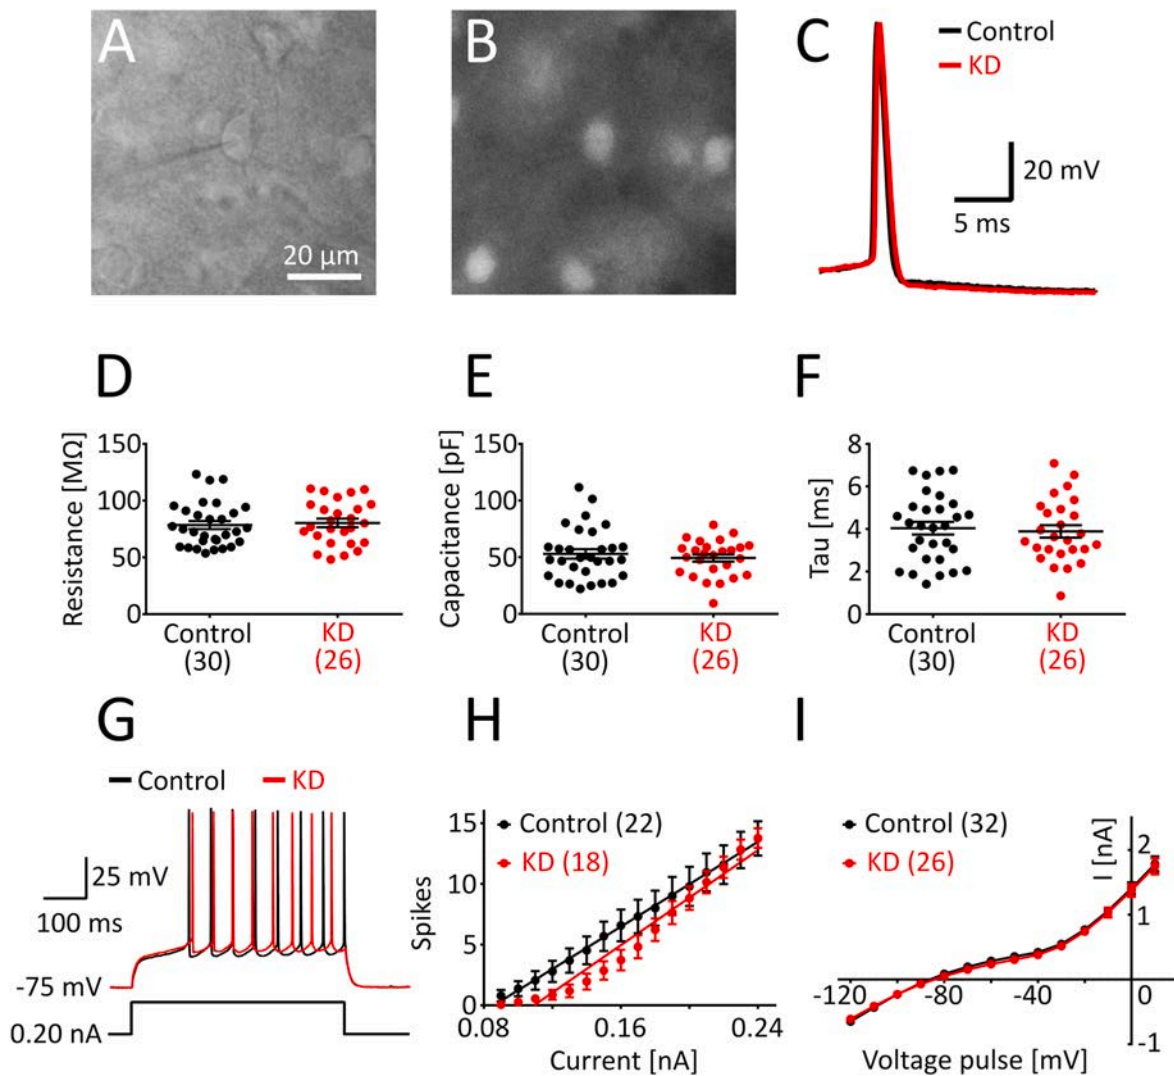 A
B
C
Control
KD
20 mV
5 ms
20 µm
D
E
F
Resistance [MΩ]
150
100
50
0
Control
(30)
KD
(26)
Capacitance [pF]
150
100
50
0
Control
(30)
KD
(26)
Tau [ms]
8
6
4
2
0
Control
(30)
KD
(26)
G
H
I
Control
KD
25 mV
100 ms
-75 mV
0.20 nA
Spikes
15
10
5
0
Control (22)
KD (18)
0.08
0.16
0.24
Current [nA]
Control (32)
KD (26)
I [nA]
2
1
-120
-80
-40
0
-1
Voltage pulse [mV]